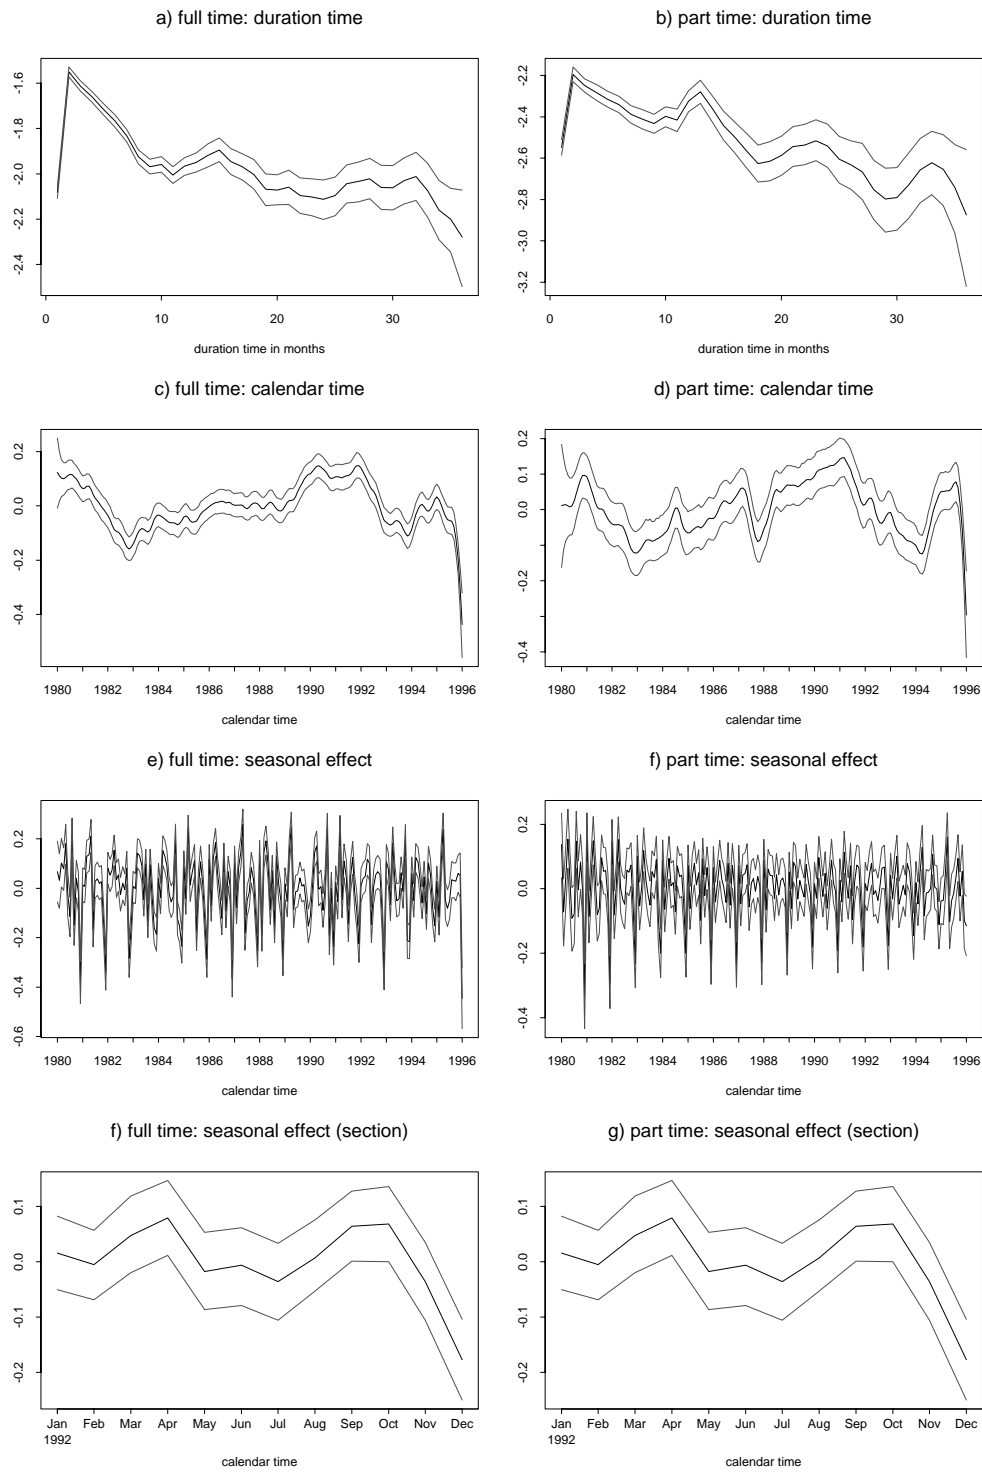 a) full time: duration time
b) part time: duration time
-1.6
-1.8
-2.0
-2.2
-2.4
0 10 20 30
duration time in months
-2.2
-2.4
-2.6
-2.8
-3.0
-3.2
0 10 20 30
duration time in months
c) full time: calendar time
d) part time: calendar time
0.2
0.0
-0.2
-0.4
1980 1982 1984 1986 1988 1990 1992 1994 1996
calendar time
0.2
0.1
0.0
-0.2
-0.4
1980 1982 1984 1986 1988 1990 1992 1994 1996
calendar time
e) full time: seasonal effect
f) part time: seasonal effect
0.2
0.0
-0.2
-0.4
-0.6
1980 1982 1984 1986 1988 1990 1992 1994 1996
calendar time
0.2
0.0
-0.2
-0.4
1980 1982 1984 1986 1988 1990 1992 1994 1996
calendar time
f) full time: seasonal effect (section)
g) part time: seasonal effect (section)
0.1
0.0
-0.1
-0.2
Jan Feb Mar Apr May Jun Jul Aug Sep Oct Nov Dec
1992
calendar time
0.1
0.0
-0.1
-0.2
Jan Feb Mar Apr May Jun Jul Aug Sep Oct Nov Dec
1992
calendar time